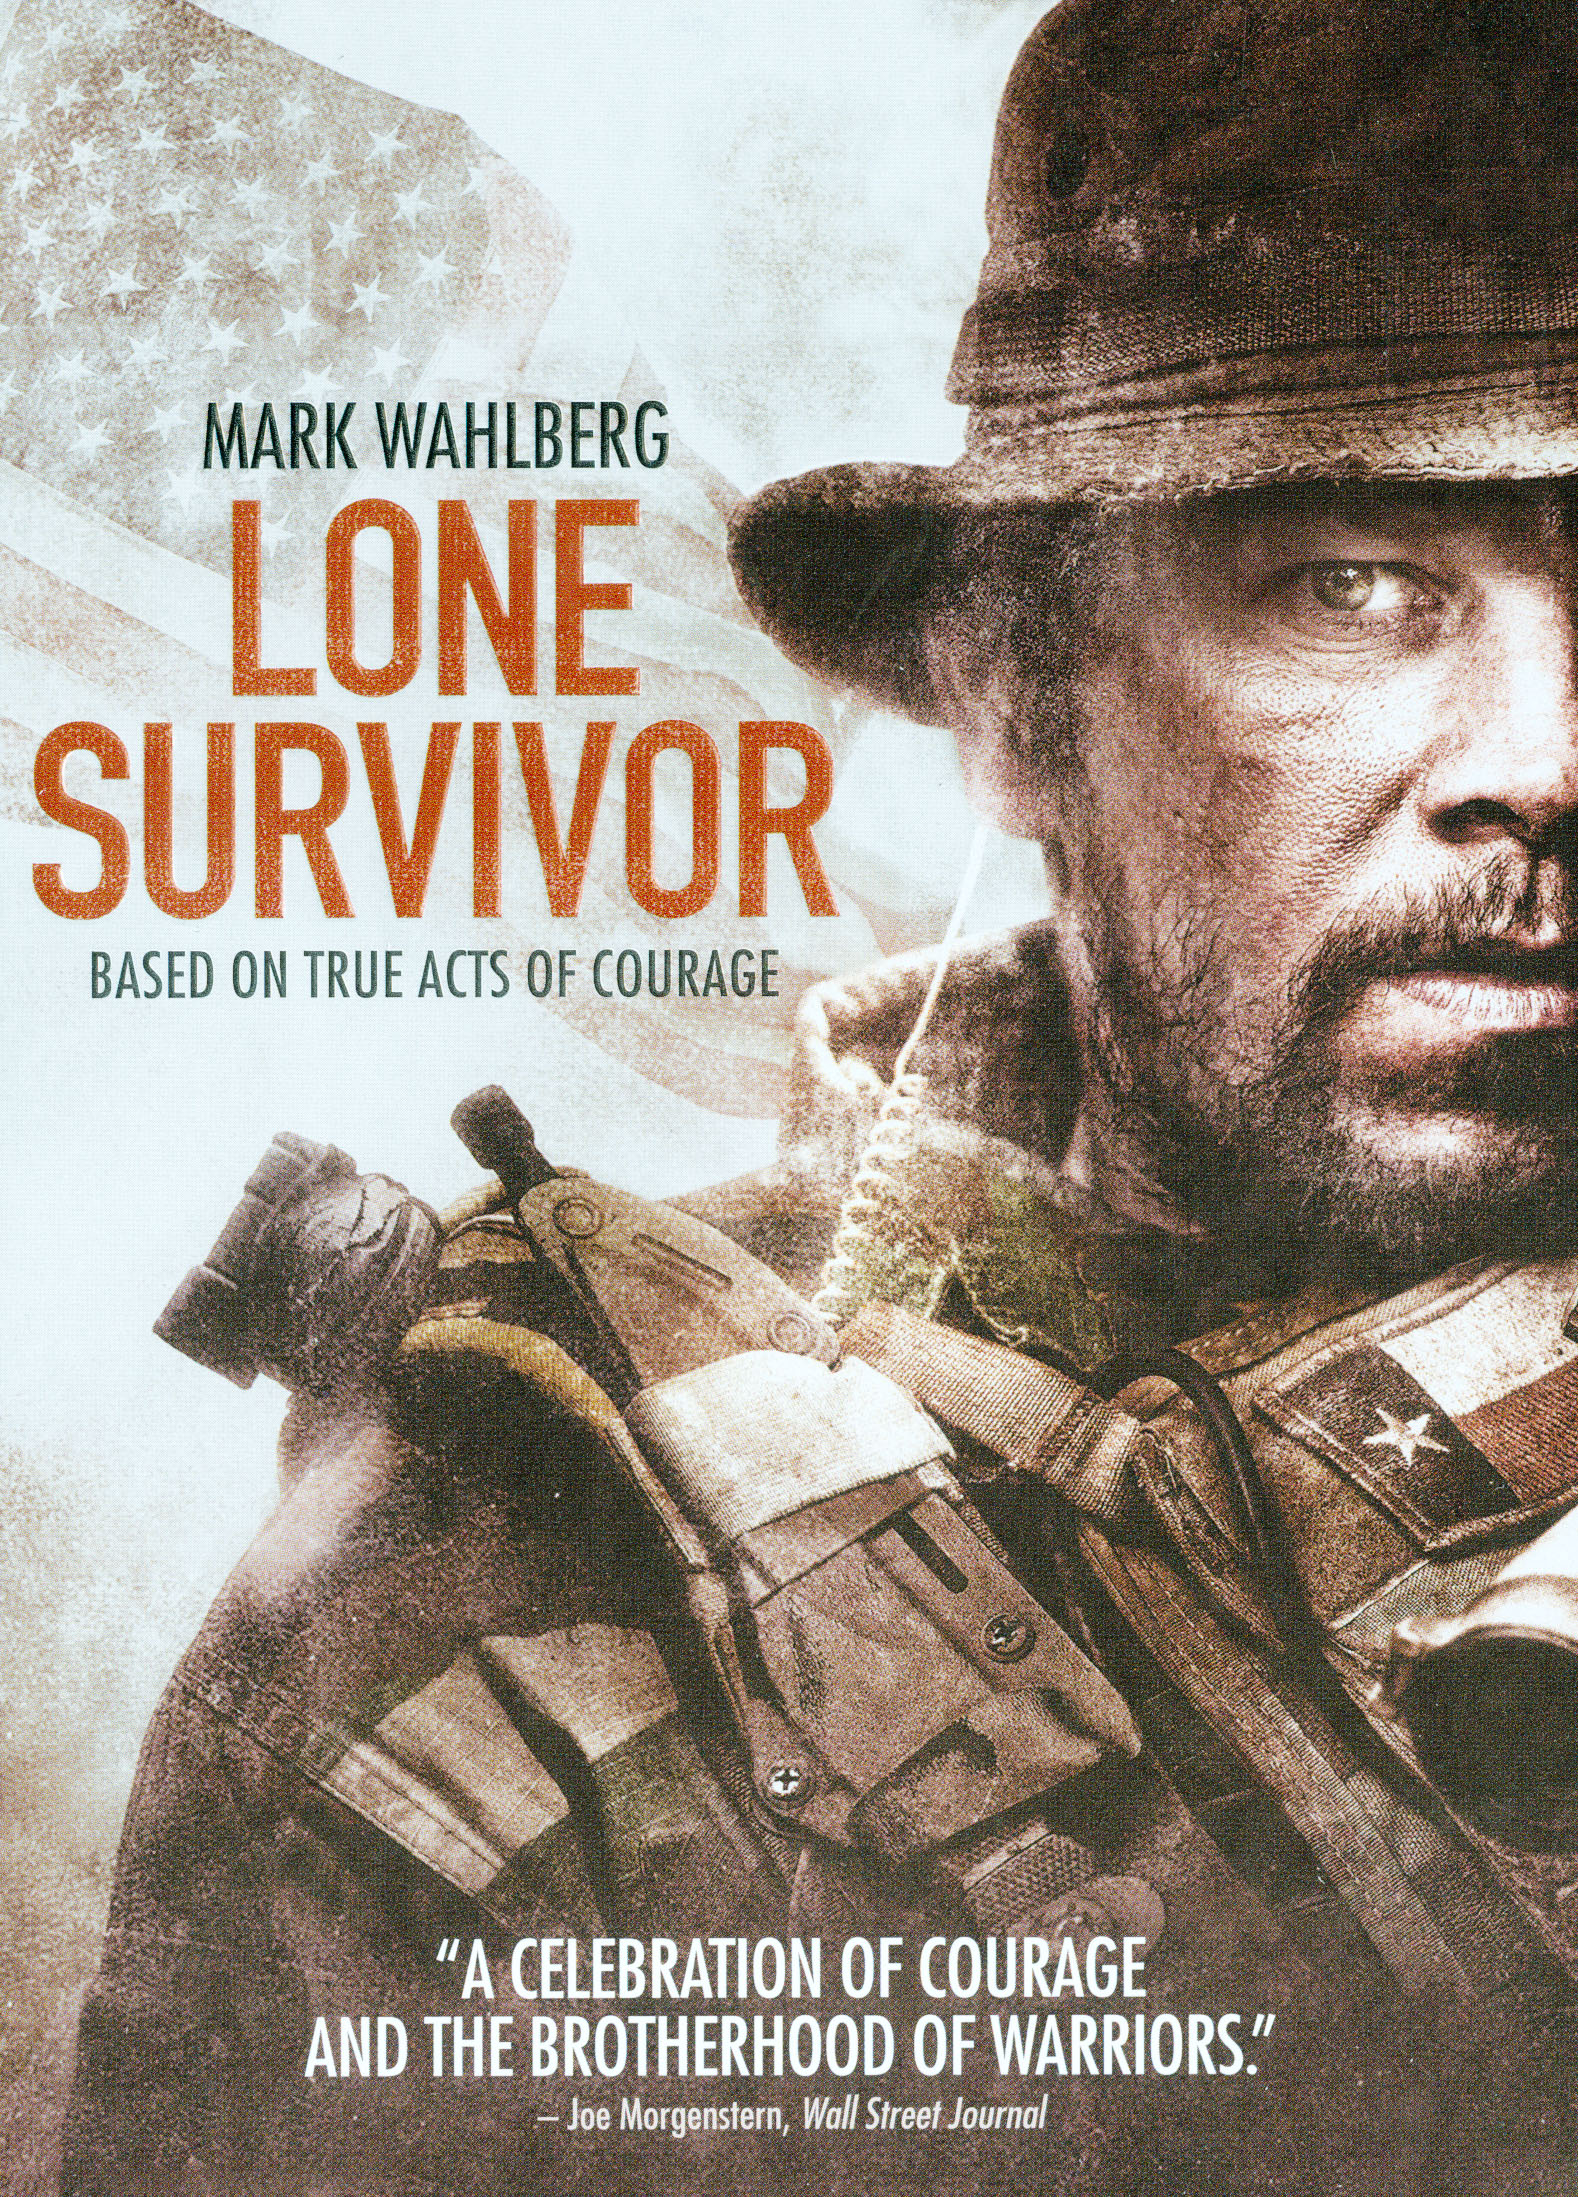 MARK WAHLBERG
LONE
SURVIVOR
BASED ON TRUE ACTS OF COURAGE
“A CELEBRATION OF COURAGE
AND THE BROTHERHOOD OF WARRIORS.”
– Joe Morgenstern, Wall Street Journal